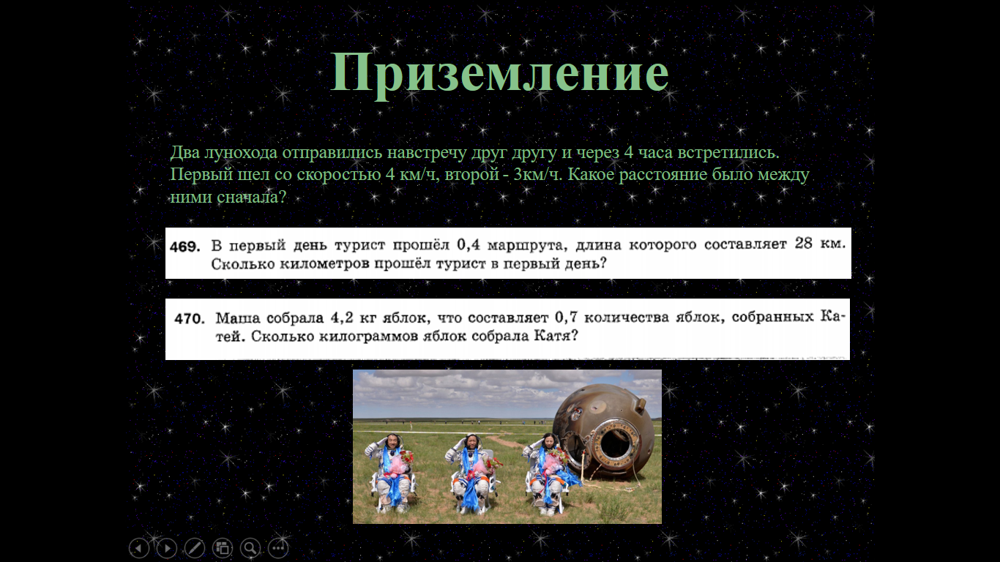 Приземление
Два лунохода отправились навстречу друг другу и через 4 часа встретились.
Первый шел со скоростью 4 км/ч, второй - 3км/ч. Какое расстояние было между
ними сначала?
469. В первый день турист прошёл 0,4 маршрута, длина которого составляет 28 км.
Сколько километров прошёл турист в первый день?
470. Маша собрала 4,2 кг яблок, что составляет 0,7 количества яблок, собранных Ка-
тей. Сколько килограммов яблок собрала Катя?